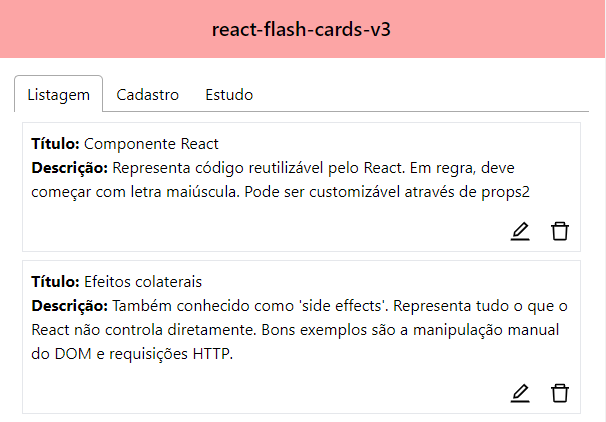 react-flash-cards-v3
Listagem Cadastro Estudo
Título: Componente React
Descrição: Representa código reutilizável pelo React. Em regra, deve
começar com letra maiúscula. Pode ser customizável através de props2
Título: Efeitos colaterais
Descrição: Também conhecido como 'side effects'. Representa tudo o que o
React não controla diretamente. Bons exemplos são a manipulação manual
do DOM e requisições HTTP.